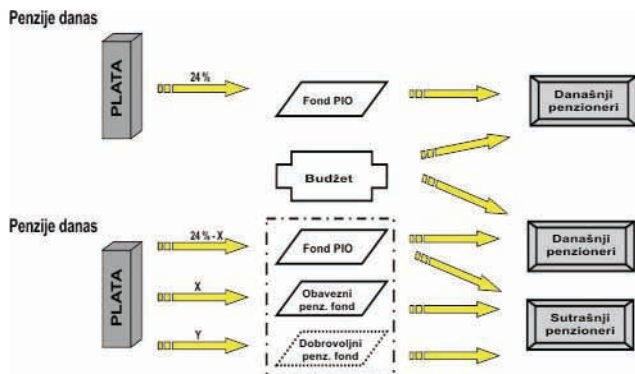 Penzije danas
PLATA
24 %
Fond PIO
Današnji
penzioneri
Budžet
Penzije danas
PLATA
24 % - X
Fond PIO
Današnji
penzioneri
X
Obavezni
penz. fond
Sutrašnji
penzioneri
Y
Dobrovoljni
penz. fond